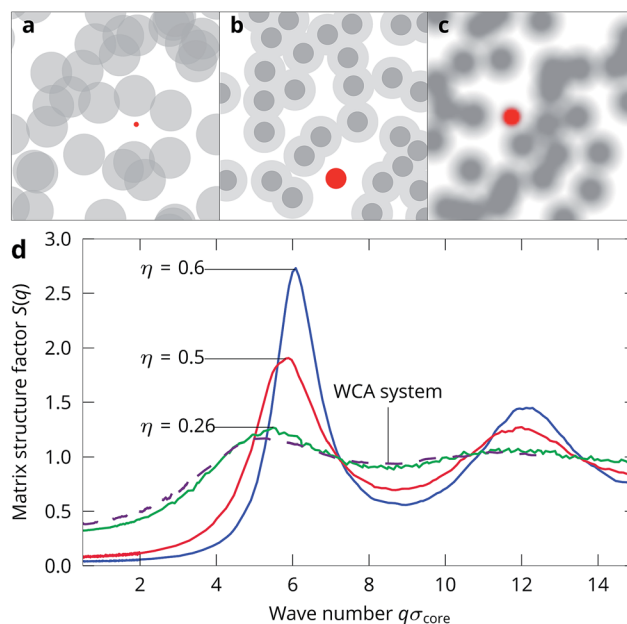 a
b
c
d
3.0
2.5
2.0
1.5
1.0
0.5
0.0
Matrix structure factor S(q)
η = 0.6
η = 0.5
WCA system
η = 0.26
2
4
6
8
10
12
14
Wave number qσcore